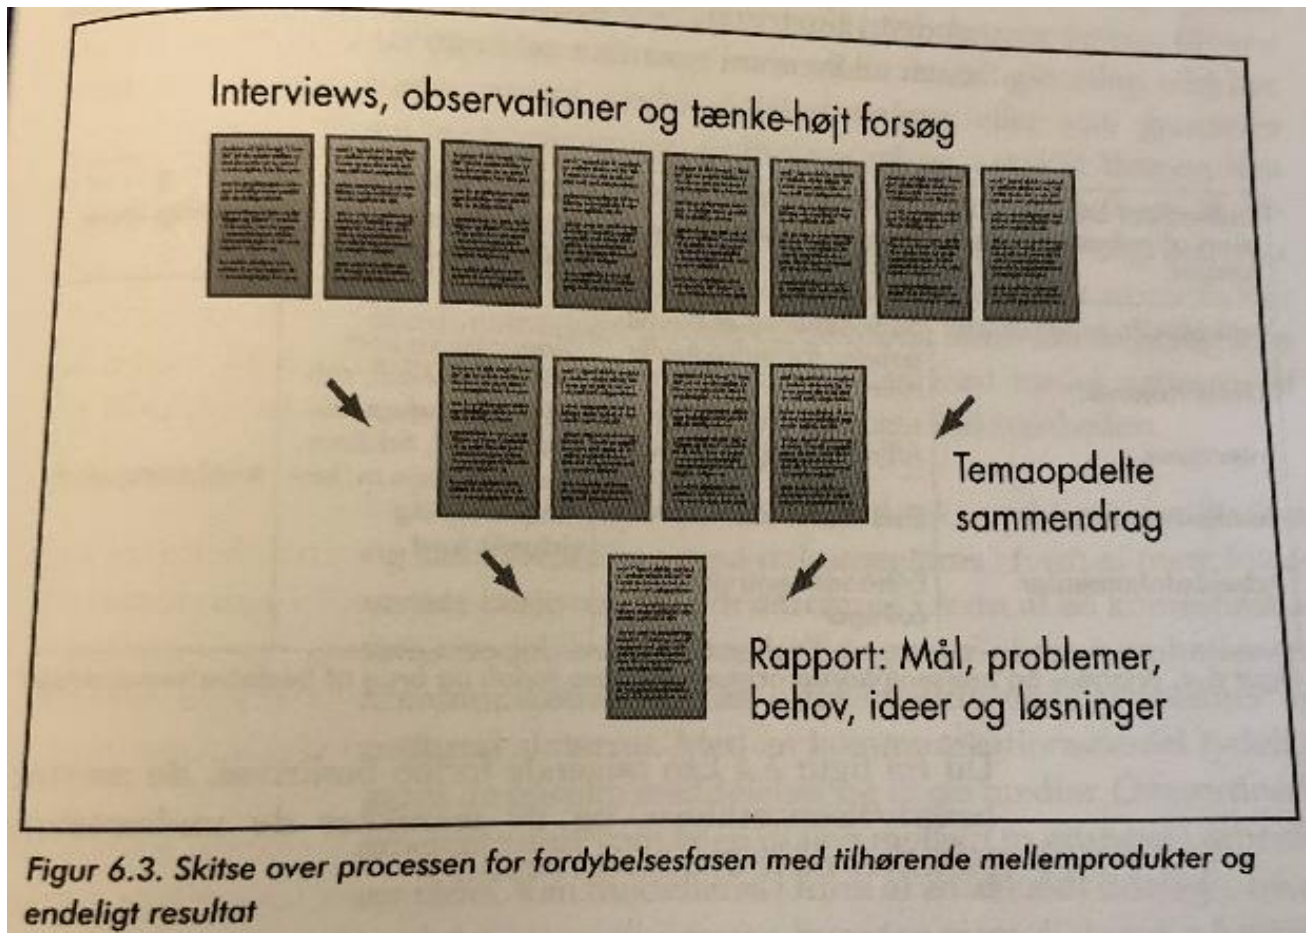 Interviews, observationer og tænke-højt forsøg
Temaopdelte
sammendrag
Rapport: Mål, problemer,
behov, ideer og løsninger
Figur 6.3. Skitse over processen for fordybelsesfasen med tilhørende mellemprodukter og
endeligt resultat